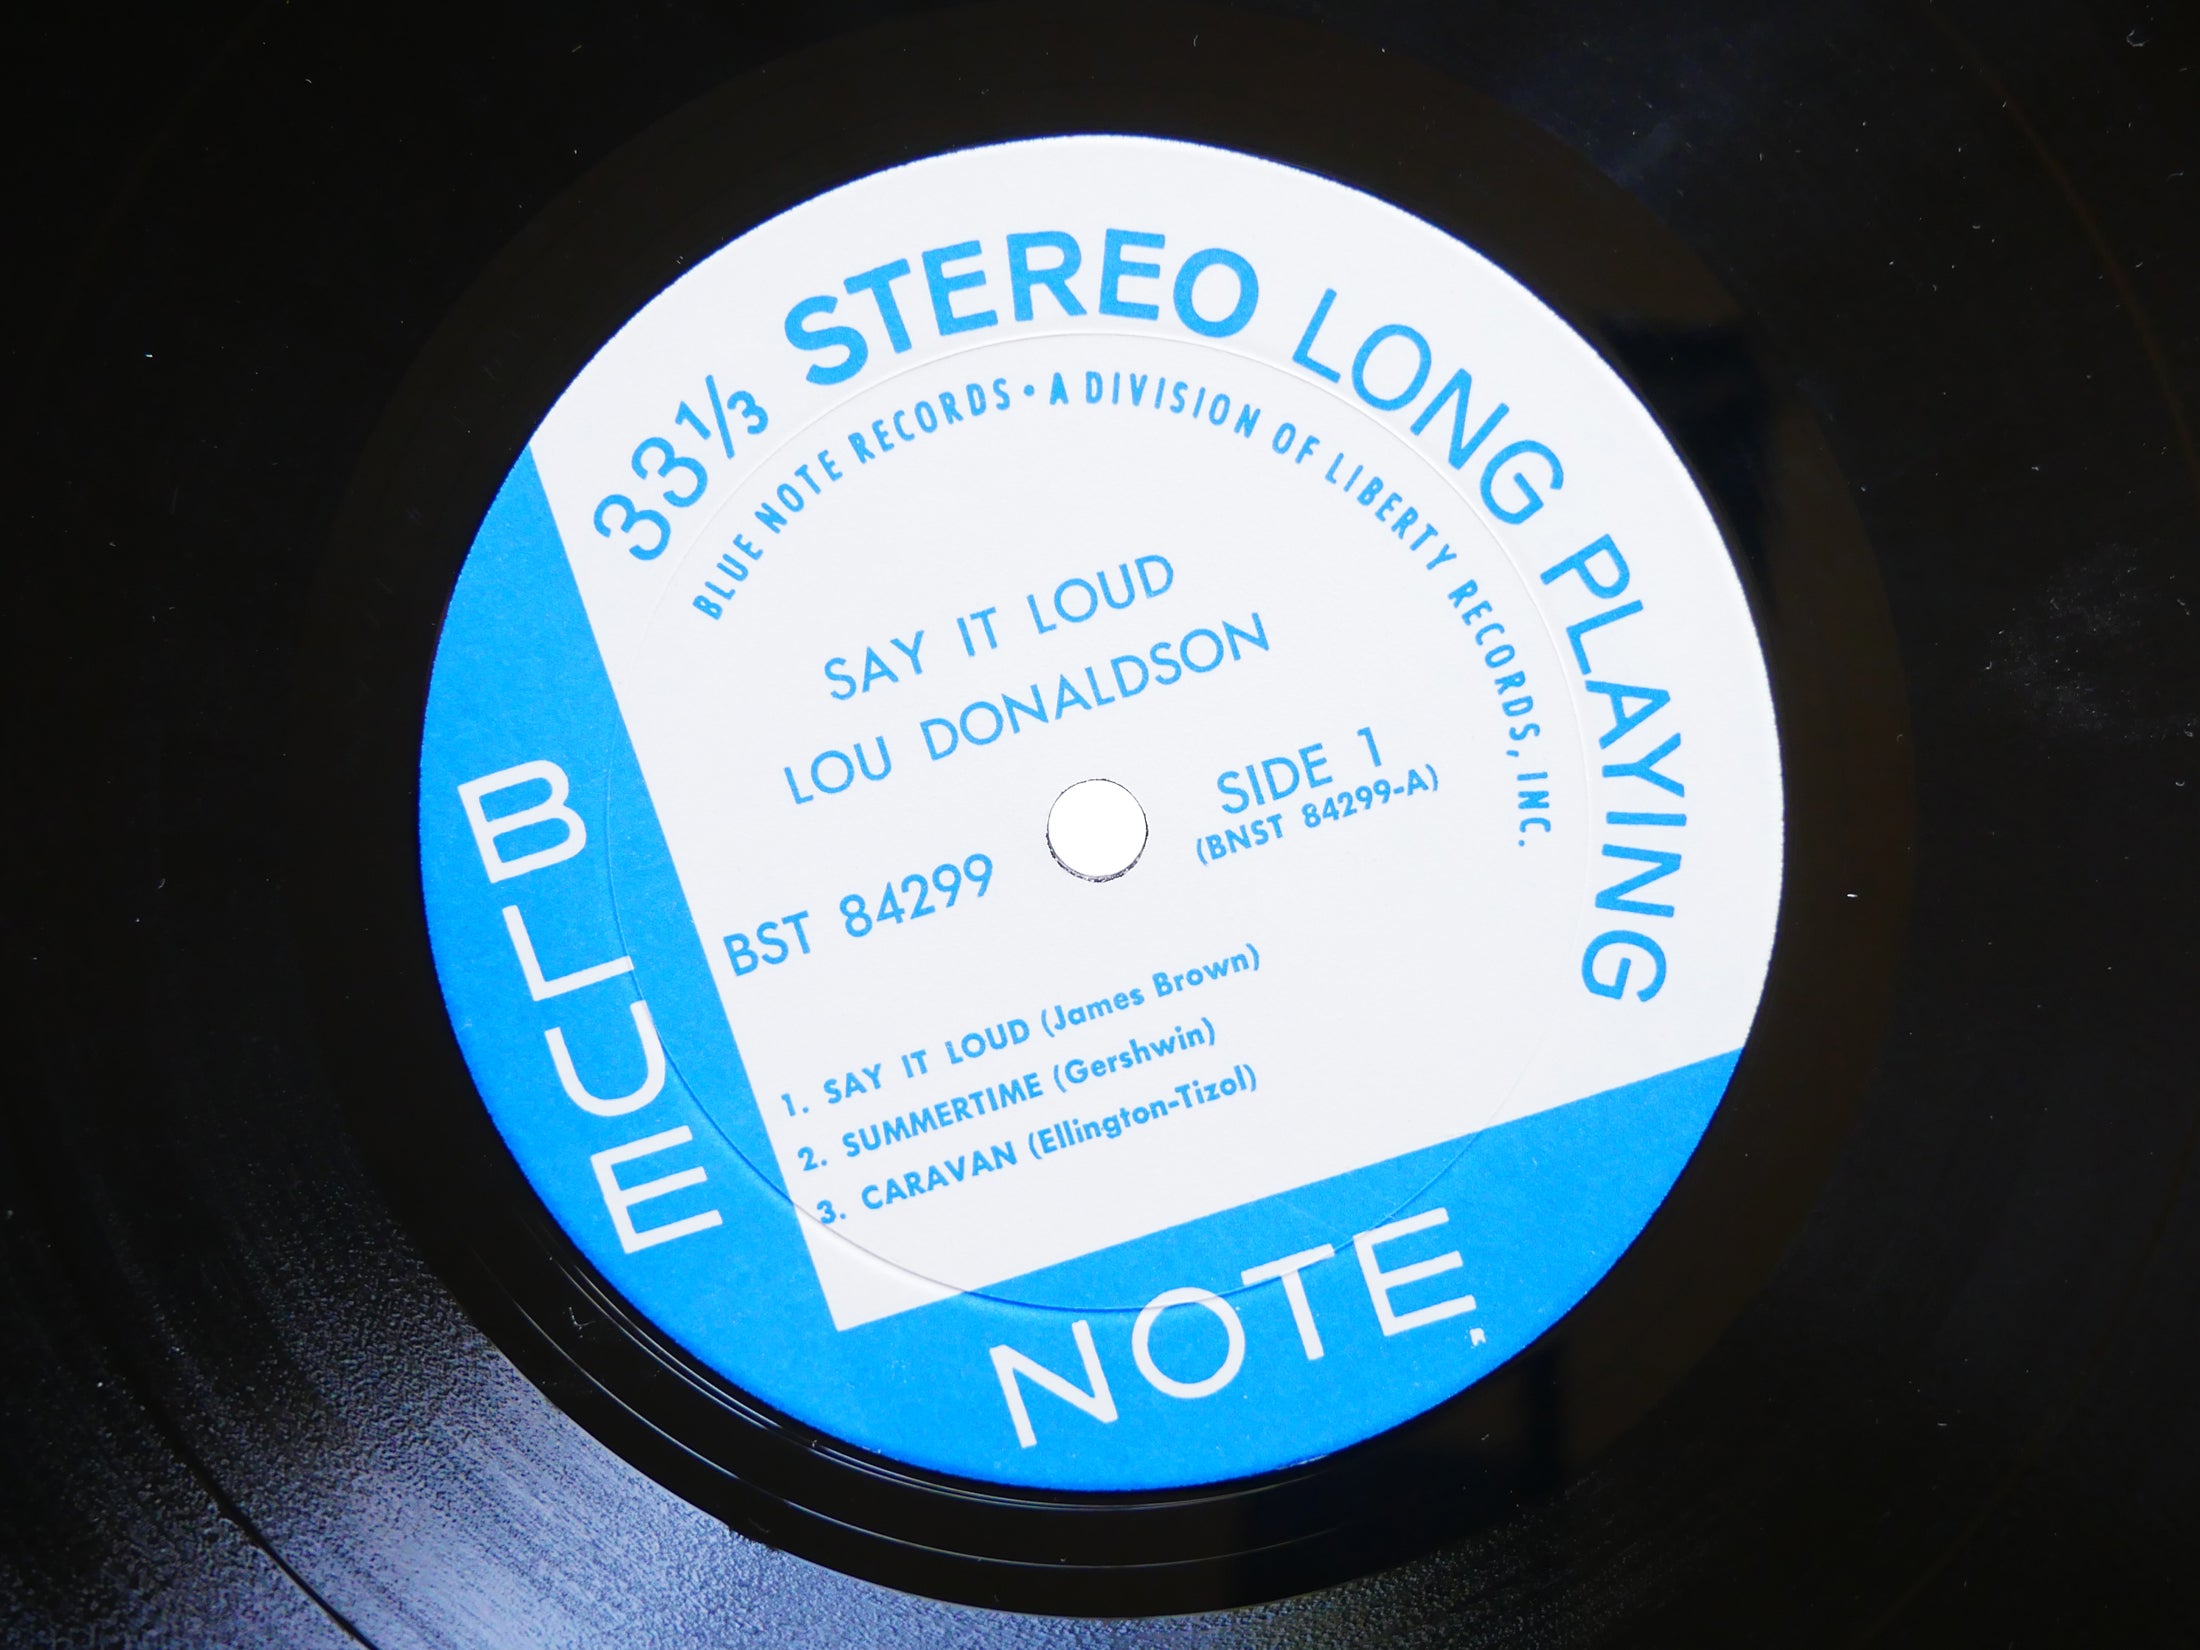 33⅓ STEREO LONG PLAYING
BLUE NOTE RECORDS • A DIVISION OF LIBERTY RECORDS, INC.
SAY IT LOUD
LOU DONALDSON
SIDE 1
(BNST 84299-A)
BST 84299
1. SAY IT LOUD (James Brown)
2. SUMMERTIME (Gershwin)
3. CARAVAN (Ellington-Tizol)
BLUE
NOTE